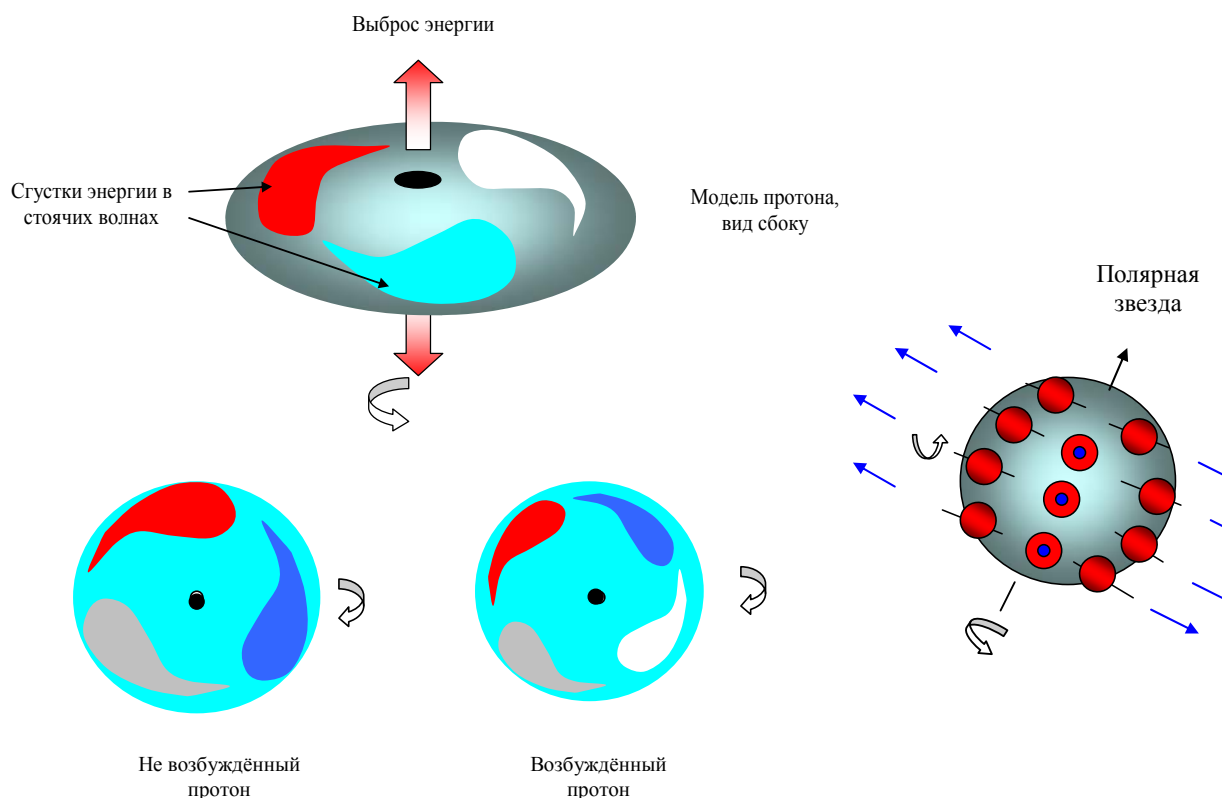 Выброс энергии
Сгустки энергии в
стоячих волнах
Модель протона,
вид сбоку
Полярная
звезда
Не возбуждённый
протон
Возбуждённый
протон